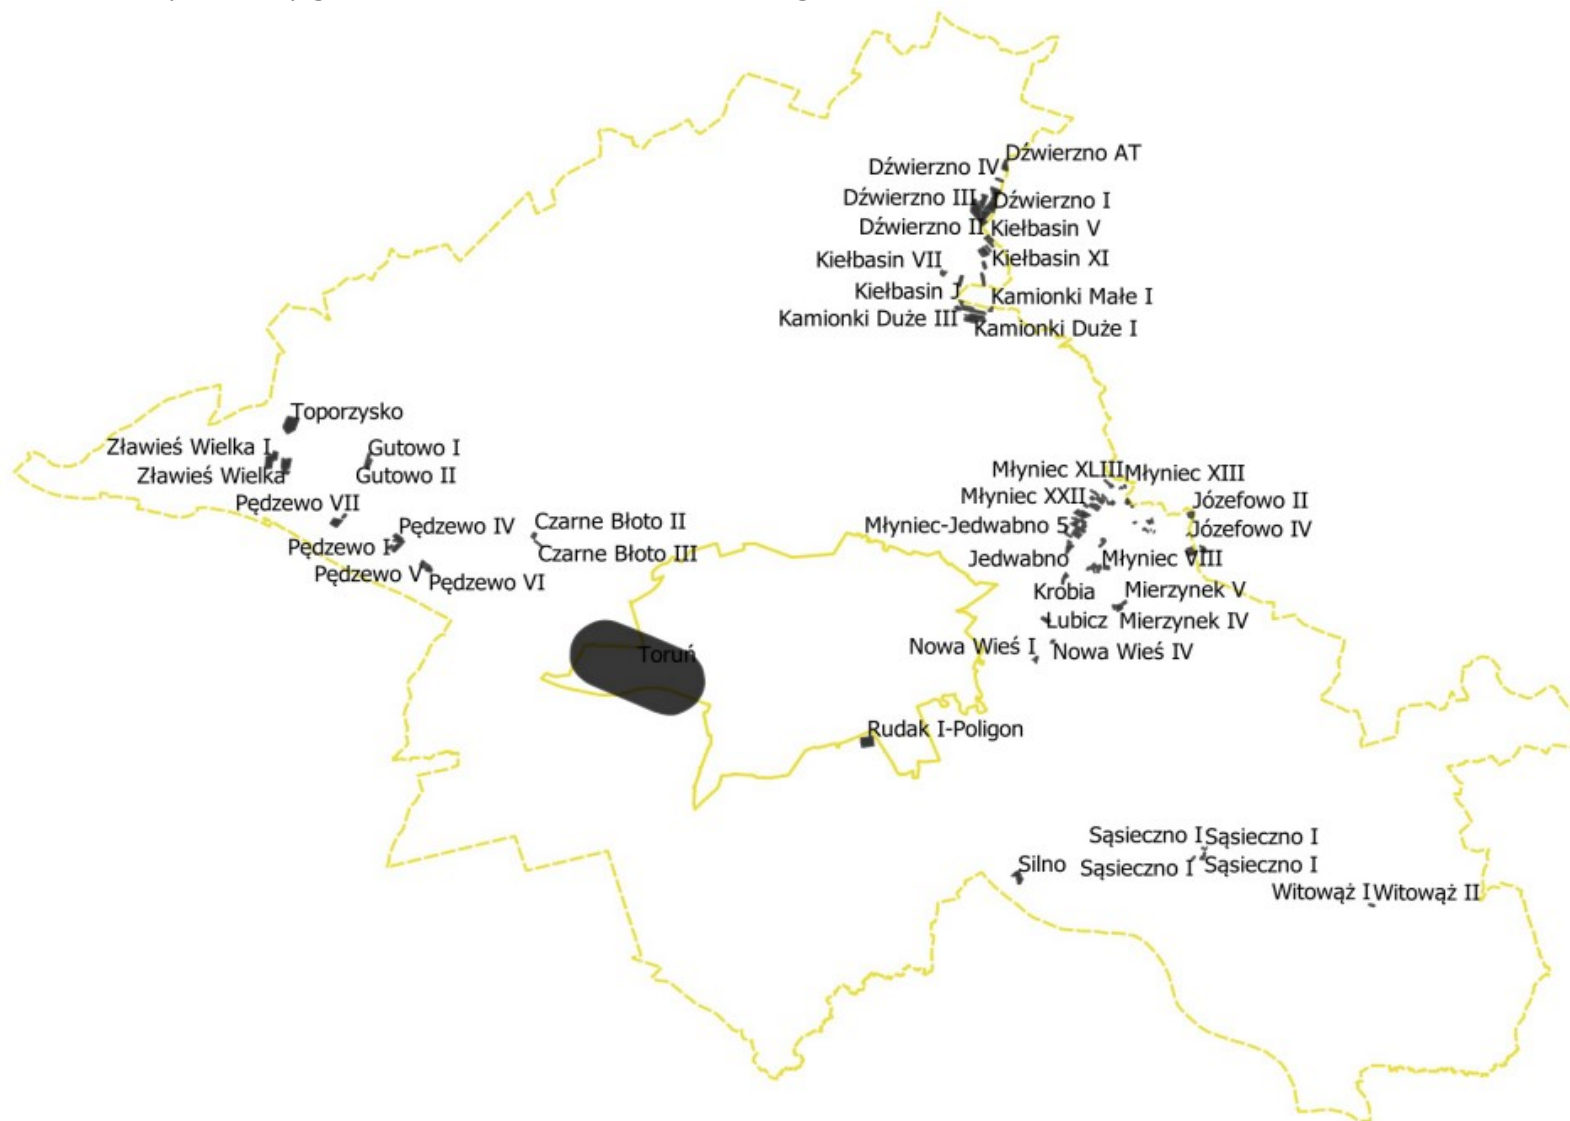 Dźwierzno AT
Dźwierzno IV
Dźwierzno III
Dźwierzno I
Dźwierzno II
Kiełbasin V
Kiełbasin VII
Kiełbasin XI
Kiełbasin J
Kamionki Małe I
Kamionki Duże III
Kamionki Duże I
Toporzysko
Zławieś Wielka I
Gutowo I
Zławieś Wielka
Gutowo II
Pędzewo VII
Pędzewo IV
Czarne Błoto II
Pędzewo I
Czarne Błoto III
Pędzewo V
Pędzewo VI
Młyniec XLIII
Młyniec XIII
Młyniec XXII
Józefowo II
Młyniec-Jedwabno 5
Józefowo IV
Jedwabno
Młyniec VIII
Krobia
Mierzynek V
Lubicz
Mierzynek IV
Nowa Wieś I
Nowa Wieś IV
Toruń
Rudak I-Poligon
Sąsieczno I
Sąsieczno I
Silno
Sąsieczno I
Sąsieczno I
Witowąż I
Witowąż II